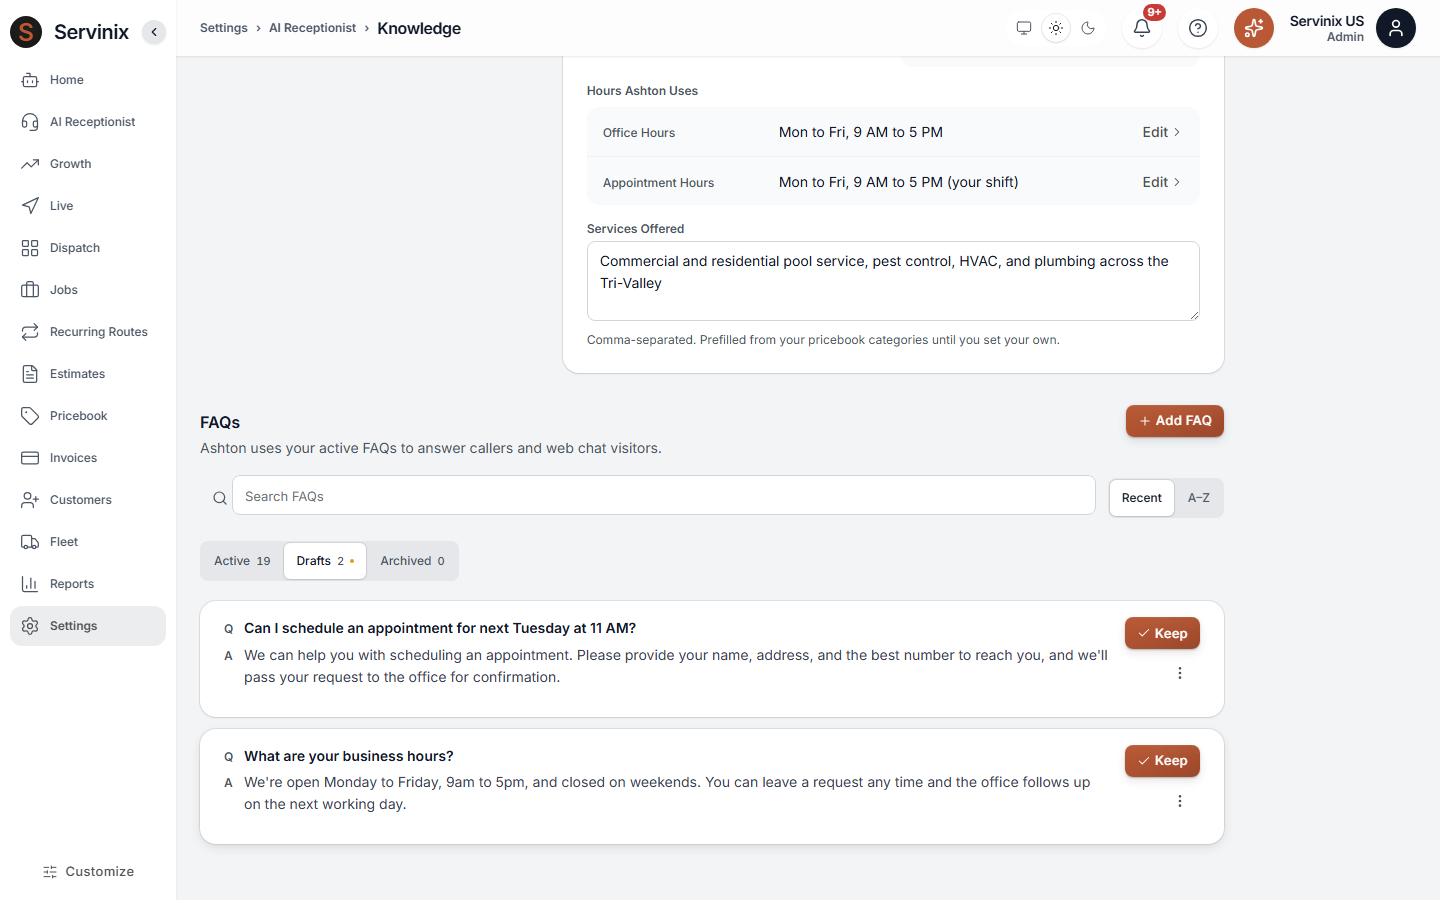 Servinix
Settings > AI Receptionist > Knowledge
9+
Servinix US
Admin
Home
AI Receptionist
Growth
Live
Dispatch
Jobs
Recurring Routes
Estimates
Pricebook
Invoices
Customers
Fleet
Reports
Settings
Customize
Hours Ashton Uses
Office Hours Mon to Fri, 9 AM to 5 PM Edit
Appointment Hours Mon to Fri, 9 AM to 5 PM (your shift) Edit
Services Offered
Commercial and residential pool service, pest control, HVAC, and plumbing across the
Tri-Valley
Comma-separated. Prefilled from your pricebook categories until you set your own.
FAQs
+ Add FAQ
Ashton uses your active FAQs to answer callers and web chat visitors.
Search FAQs
Recent A–Z
Active 19 Drafts 2 Archived 0
Q Can I schedule an appointment for next Tuesday at 11 AM?
Keep
A We can help you with scheduling an appointment. Please provide your name, address, and the best number to reach you, and we'll
pass your request to the office for confirmation.
Q What are your business hours?
Keep
A We're open Monday to Friday, 9am to 5pm, and closed on weekends. You can leave a request any time and the office follows up
on the next working day.